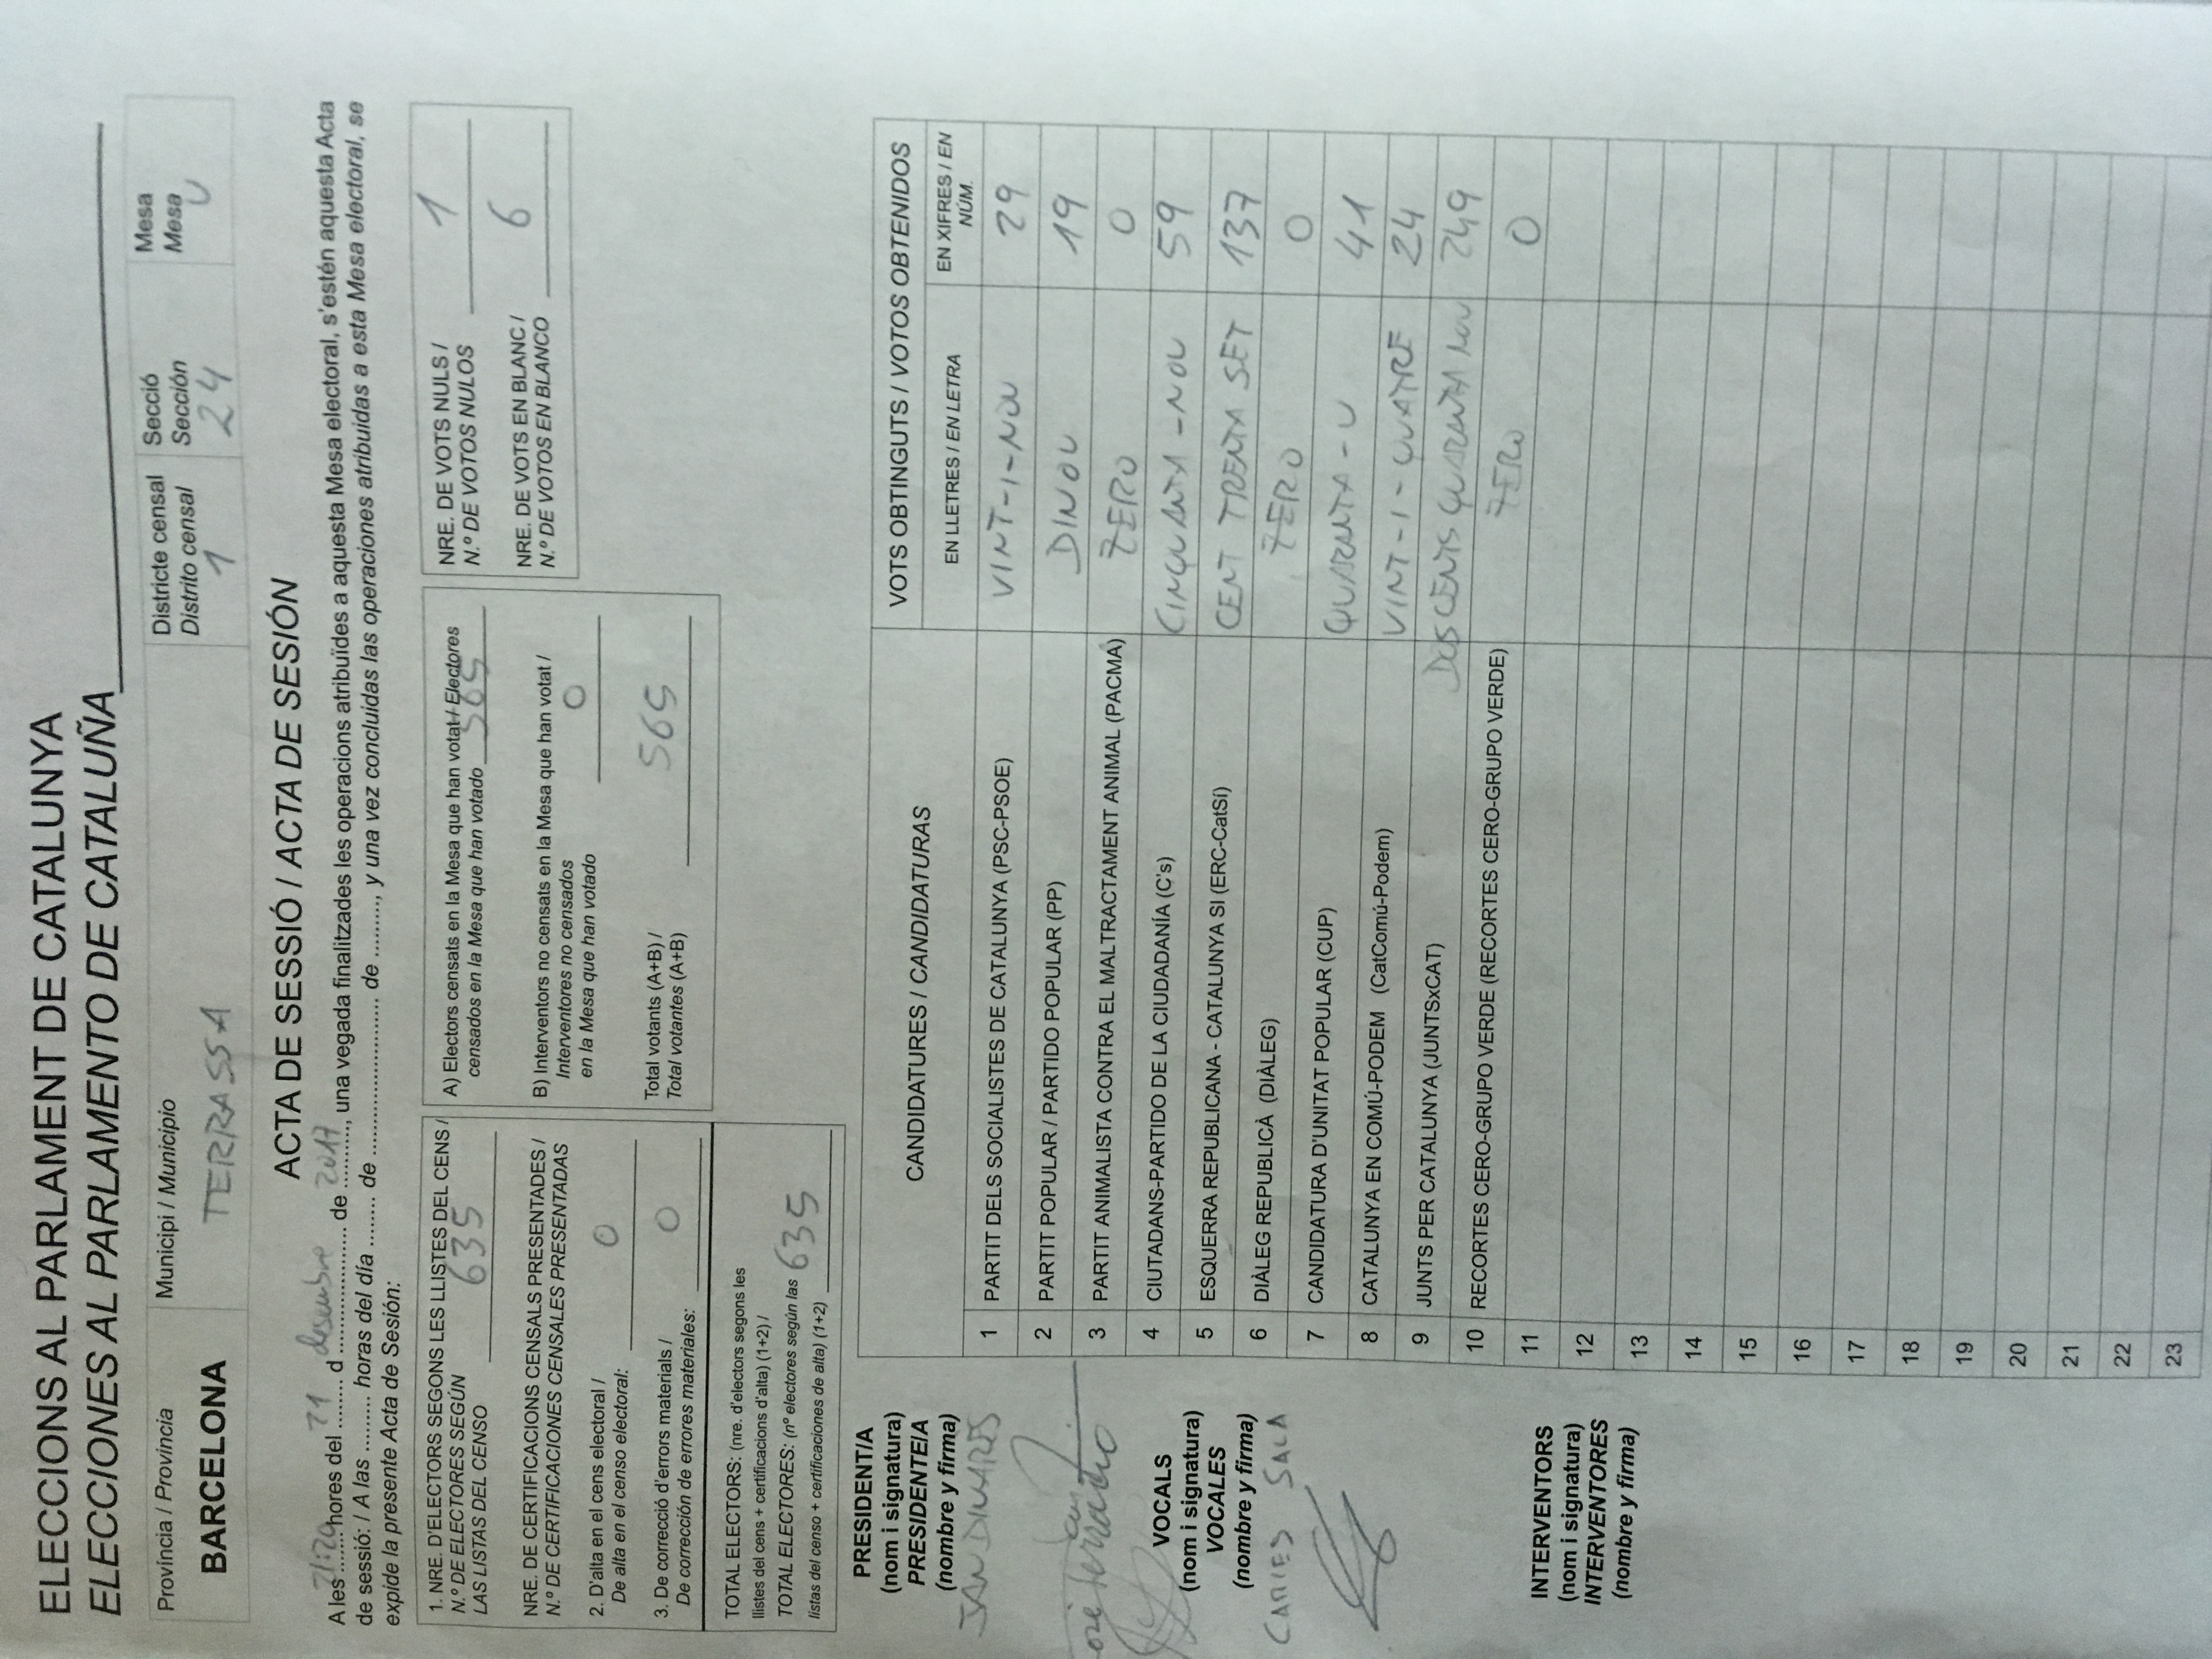 ELECCIONS AL PARLAMENT DE CATALUNYA
ELECCIONES AL PARLAMENTO DE CATALUÑA
Provincia / Provincia
BARCELONA
Municipi / Municipio
TERRASSA
Districte censal
Distrito censal
1
Secció
Sección
24
Mesa
Mesa
U
ACTA DE SESSIÓ / ACTA DE SESIÓN
A les ........ hores del ........ d desembre de 2017, una vegada finalitzades les operacions atribuïdes a aquesta Mesa electoral, s'estén aquesta Acta
de sessió: / A las ........ horas del día ........ de ........................ de ........, y una vez concluidas las operaciones atribuidas a esta Mesa electoral, se
expide la presente Acta de Sesión:
1. NRE. D'ELECTORS SEGONS LES LLISTES DEL CENS /
N.º DE ELECTORES SEGÚN
LAS LISTAS DEL CENSO 635
NRE. DE CERTIFICACIONS CENSALS PRESENTADES /
N.º DE CERTIFICACIONES CENSALES PRESENTADAS
2. D'alta en el cens electoral /
De alta en el censo electoral: 0
3. De correcció d'errors materials /
De corrección de errores materiales: 0
TOTAL ELECTORS: (nre. d'electors segons les
llistes del cens + certificacions d'alta) (1+2) /
TOTAL ELECTORES: (nº electores según las
listas del censo + certificaciones de alta) (1+2) 635
A) Electors censats en la Mesa que han votat / Electores
censados en la Mesa que han votado 565
B) Interventors no censats en la Mesa que han votat /
Interventores no censados
en la Mesa que han votado 0
Total votants (A+B) /
Total votantes (A+B) 565
NRE. DE VOTS NULS /
N.º DE VOTOS NULOS 1
NRE. DE VOTS EN BLANC /
N.º DE VOTOS EN BLANCO 6
PRESIDENT/A
(nom i signatura)
PRESIDENTE/A
(nombre y firma)
VOCALS
(nom i signatura)
VOCALES
(nombre y firma)
SALA
INTERVENTORS
(nom i signatura)
INTERVENTORES
(nombre y firma)
CANDIDATURES / CANDIDATURAS
VOTS OBTINGUTS / VOTOS OBTENIDOS
EN LLETRES / EN LETRA
EN XIFRES / EN NÚM.
1 PARTIT DELS SOCIALISTES DE CATALUNYA (PSC-PSOE) VINT-I-NOU 29
2 PARTIT POPULAR / PARTIDO POPULAR (PP) DINOU 19
3 PARTIT ANIMALISTA CONTRA EL MALTRACTAMENT ANIMAL (PACMA) ZERO 0
4 CIUTADANS-PARTIDO DE LA CIUDADANÍA (C's) CINQUANTA-NOU 59
5 ESQUERRA REPUBLICANA - CATALUNYA SI (ERC-CatSí) CENT TRENTA SET 137
6 DIÀLEG REPUBLICÀ (DIÀLEG) ZERO 0
7 CANDIDATURA D'UNITAT POPULAR (CUP) QUARANTA-U 41
8 CATALUNYA EN COMÚ-PODEM (CatComú-Podem) VINT-I-QUATRE 24
9 JUNTS PER CATALUNYA (JUNTSxCAT) DOS CENTS QUARANTA NOU 249
10 RECORTES CERO-GRUPO VERDE (RECORTES CERO-GRUPO VERDE) ZERO 0
11
12
13
14
15
16
17
18
19
20
21
22
23